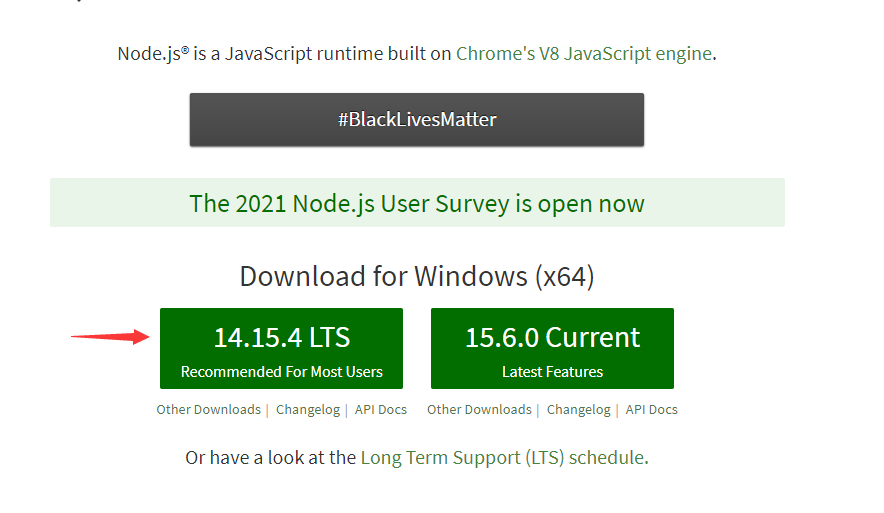 Node.js® is a JavaScript runtime built on Chrome's V8 JavaScript engine.
#BlackLivesMatter
The 2021 Node.js User Survey is open now
Download for Windows (x64)
14.15.4 LTS
Recommended For Most Users
15.6.0 Current
Latest Features
Other Downloads | Changelog | API Docs
Other Downloads | Changelog | API Docs
Or have a look at the Long Term Support (LTS) schedule.